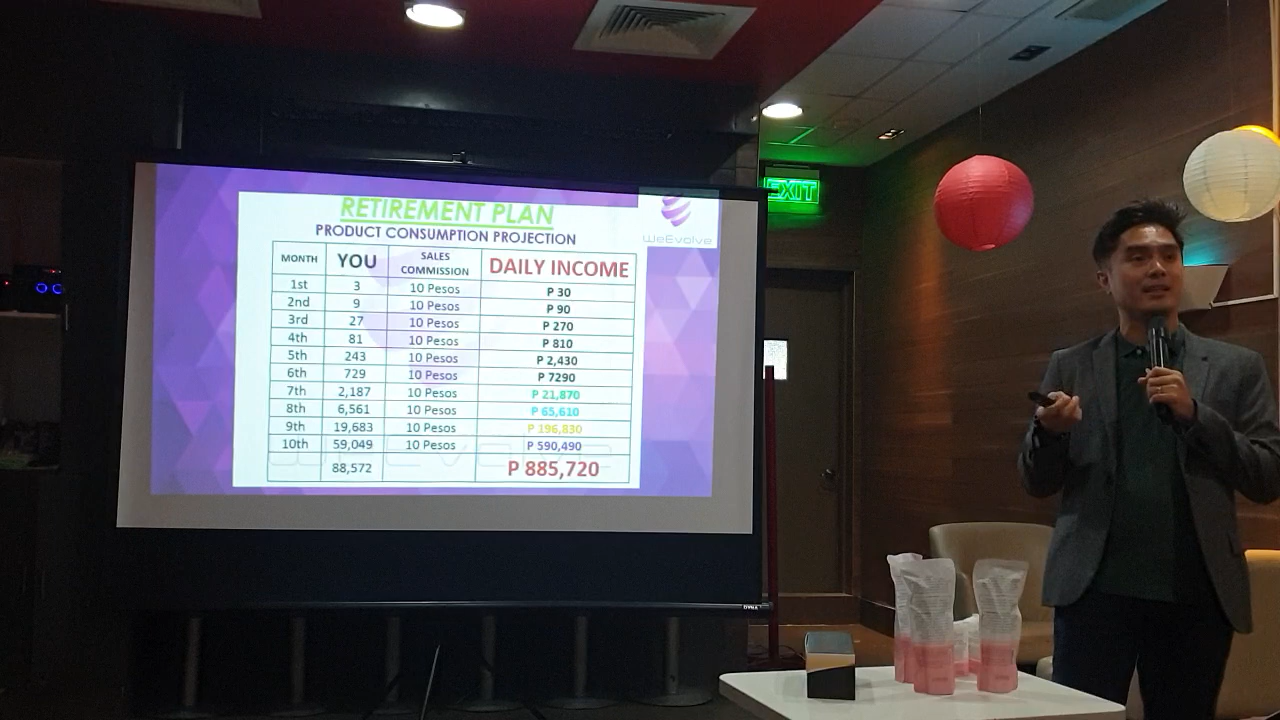 RETIREMENT PLAN
PRODUCT CONSUMPTION PROJECTION
WeEvolve
MONTH YOU SALES COMMISSION DAILY INCOME
1st 3 10 Pesos P 30
2nd 9 10 Pesos P 90
3rd 27 10 Pesos P 270
4th 81 10 Pesos P 810
5th 243 10 Pesos P 2,430
6th 729 10 Pesos P 7290
7th 2,187 10 Pesos P 21,870
8th 6,561 10 Pesos P 65,610
9th 19,683 10 Pesos P 196,830
10th 59,049 10 Pesos P 590,490
88,572 P 885,720
EXIT